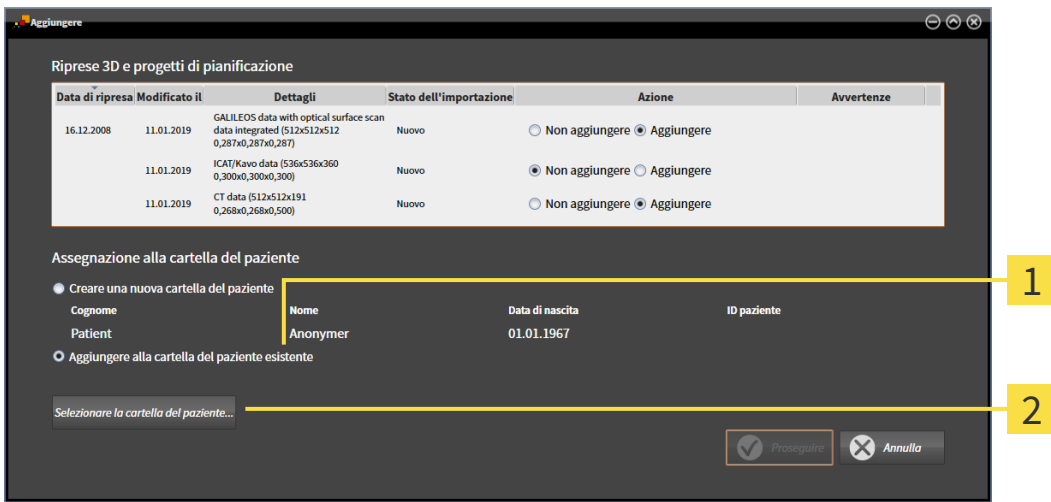 Aggiungere
Riprese 3D e progetti di pianificazione
Data di ripresa Modificato il Dettagli Stato dell'importazione Azione Avvertenze
GALILEOS data with optical surface scan
16.12.2008 11.01.2019 data integrated (512x512x512 Nuovo Non aggiungere Aggiungere
0,287x0,287x0,287)
11.01.2019 ICAT/Kavo data (536x536x360 Nuovo Non aggiungere Aggiungere
0,300x0,300x0,300)
11.01.2019 CT data (512x512x191 Nuovo Non aggiungere Aggiungere
0,268x0,268x0,500)
Assegnazione alla cartella del paziente
Creare una nuova cartella del paziente
1
Cognome Nome Data di nascita ID paziente
Patient Anonymer 01.01.1967
Aggiungere alla cartella del paziente esistente
Selezionare la cartella del paziente...
2
Proseguire Annulla